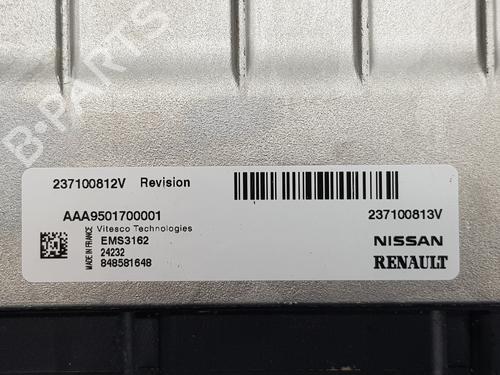 B-PARTS
237100812V Revision
AAA9501700001
237100813V
Vitesco Technologies
MADE IN FRANCE
EMS3162
24232
848581648
NISSAN
RENAULT